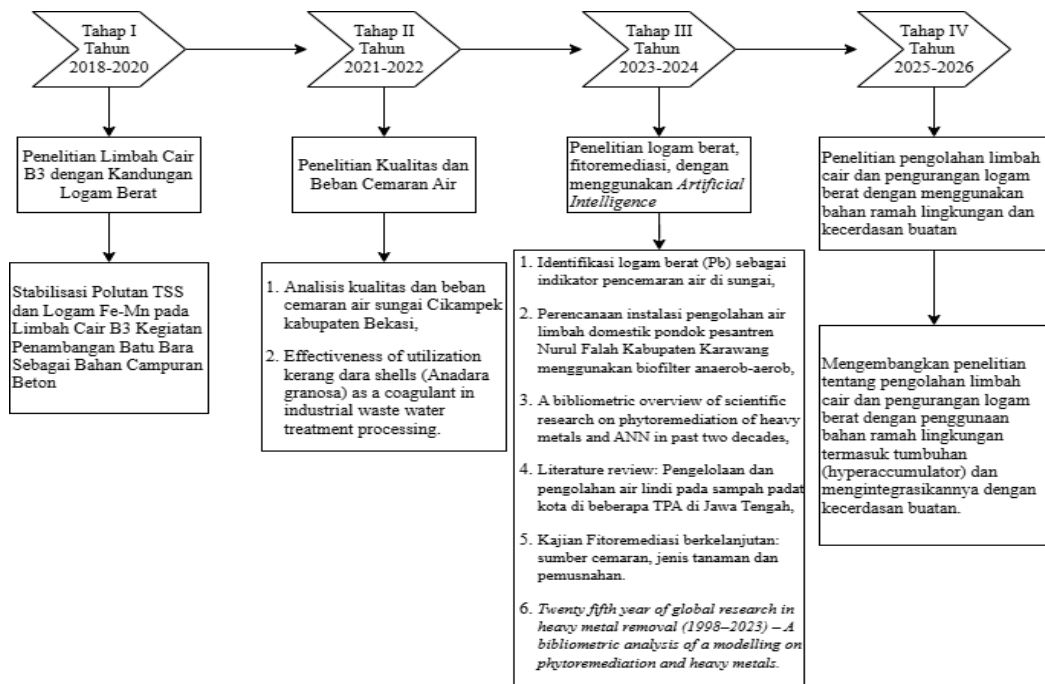 Tahap I
Tahun
2018-2020
Tahap II
Tahun
2021-2022
Tahap III
Tahun
2023-2024
Tahap IV
Tahun
2025-2026
Penelitian Limbah Cair
B3 dengan Kandungan
Logam Berat
Penelitian Kualitas dan
Beban Cemaran Air
Penelitian logam berat,
fitoremediasi, dengan
menggunakan Artificial
Intelligence
Penelitian pengolahan limbah
cair dan pengurangan logam
berat dengan menggunakan
bahan ramah lingkungan dan
kecerdasan buatan
Stabilisasi Polutan TSS
dan Logam Fe-Mn pada
Limbah Cair B3 Kegiatan
Penambangan Batu Bara
Sebagai Bahan Campuran
Beton
1. Analisis kualitas dan beban
cemaran air sungai Cikampek
kabupaten Bekasi,
2. Effectiveness of utilization
kerang dara shells (Anadara
granosa) as a coagulant in
industrial waste water
treatment processing.
1. Identifikasi logam berat (Pb) sebagai
indikator pencemaran air di sungai,
2. Perencanaan instalasi pengolahan air
limbah domestik pondok pesantren
Nurul Falah Kabupaten Karawang
menggunakan biofilter anaerob-aerob,
3. A bibliometric overview of scientific
research on phytoremediation of heavy
metals and ANN in past two decades,
4. Literature review: Pengelolaan dan
pengolahan air lindi pada sampah padat
kota di beberapa TPA di Jawa Tengah,
5. Kajian Fitoremediasi berkelanjutan:
sumber cemaran, jenis tanaman dan
pemusnahan.
6. Twenty fifth year of global research in
heavy metal removal (1998–2023) – A
bibliometric analysis of a modelling on
phytoremediation and heavy metals.
Mengembangkan penelitian
tentang pengolahan limbah
cair dan pengurangan logam
berat dengan penggunaan
bahan ramah lingkungan
termasuk tumbuhan
(hyperaccumulator) dan
mengintegrasikannya dengan
kecerdasan buatan.